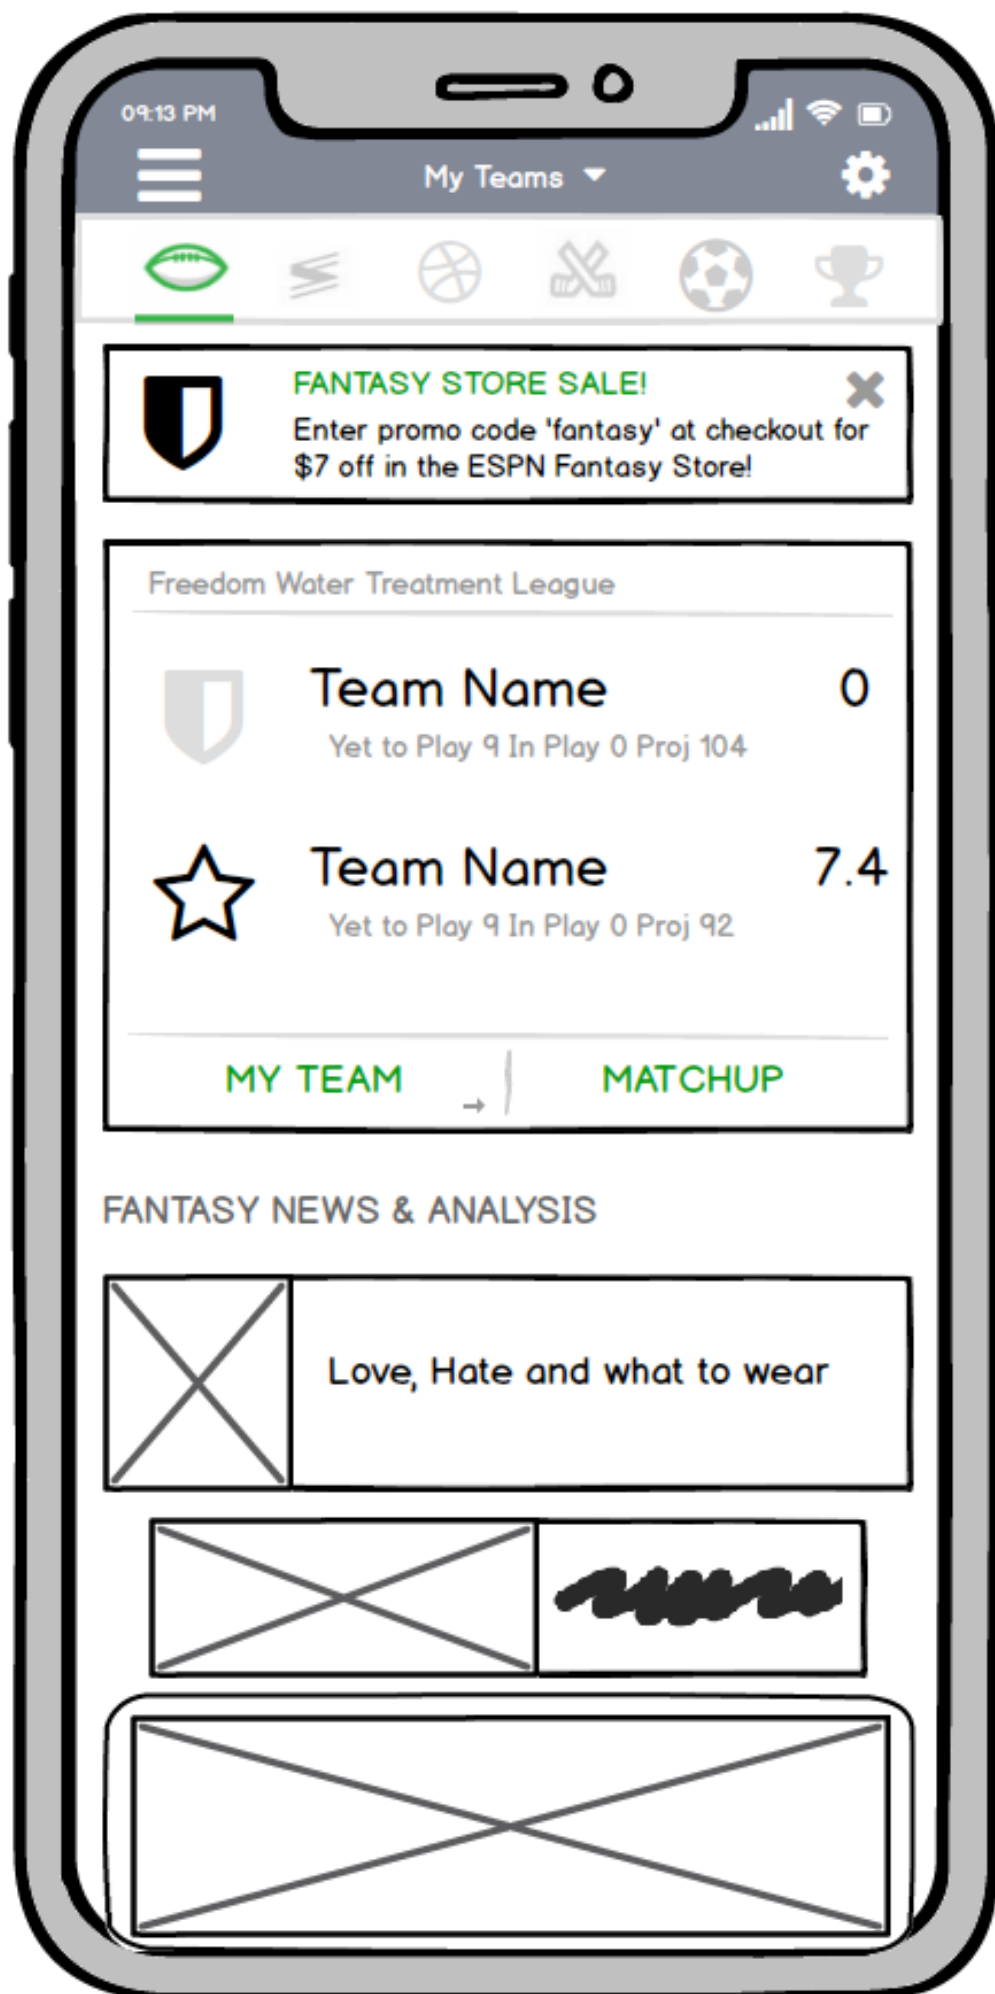 09:13 PM
My Teams
FANTASY STORE SALE!
Enter promo code 'fantasy' at checkout for
$7 off in the ESPN Fantasy Store!
Freedom Water Treatment League
Team Name 0
Yet to Play 9 In Play 0 Proj 104
Team Name 7.4
Yet to Play 9 In Play 0 Proj 92
MY TEAM MATCHUP
FANTASY NEWS & ANALYSIS
Love, Hate and what to wear